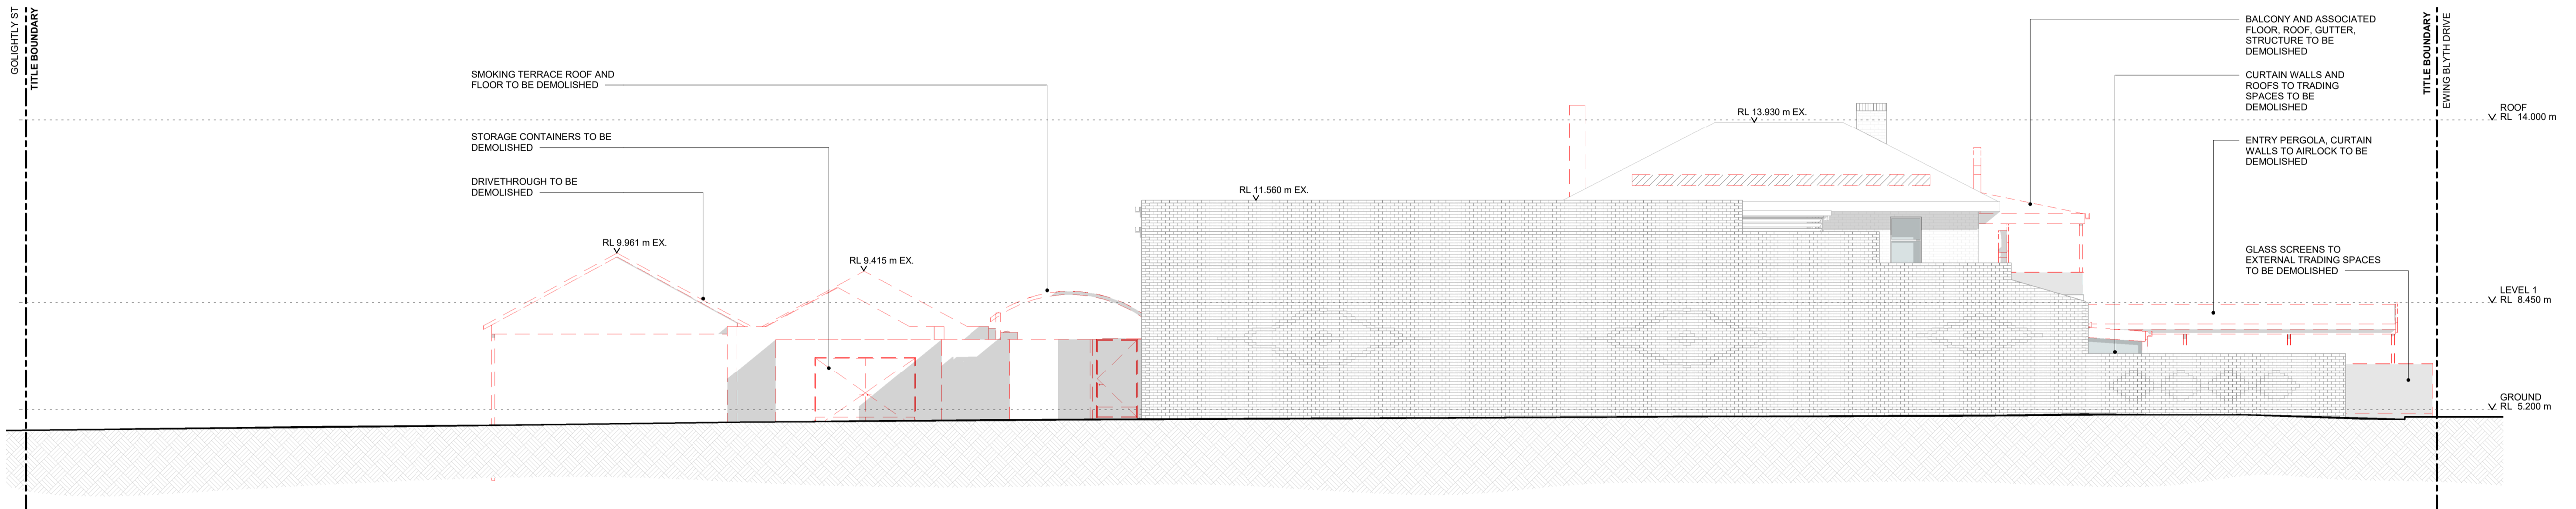 GOLIGHTLY ST
TITLE BOUNDARY
SMOKING TERRACE ROOF AND
FLOOR TO BE DEMOLISHED
STORAGE CONTAINERS TO BE
DEMOLISHED
DRIVETHROUGH TO BE
DEMOLISHED
RL 9.961 m EX.
RL 9.415 m EX.
RL 11.560 m EX.
RL 13.930 m EX.
BALCONY AND ASSOCIATED
FLOOR, ROOF, GUTTER,
STRUCTURE TO BE
DEMOLISHED
CURTAIN WALLS AND
ROOFS TO TRADING
SPACES TO BE
DEMOLISHED
ENTRY PERGOLA, CURTAIN
WALLS TO AIRLOCK TO BE
DEMOLISHED
GLASS SCREENS TO
EXTERNAL TRADING SPACES
TO BE DEMOLISHED
TITLE BOUNDARY
EWING BLYTH DRIVE
ROOF
RL 14.000 m
LEVEL 1
RL 8.450 m
GROUND
RL 5.200 m